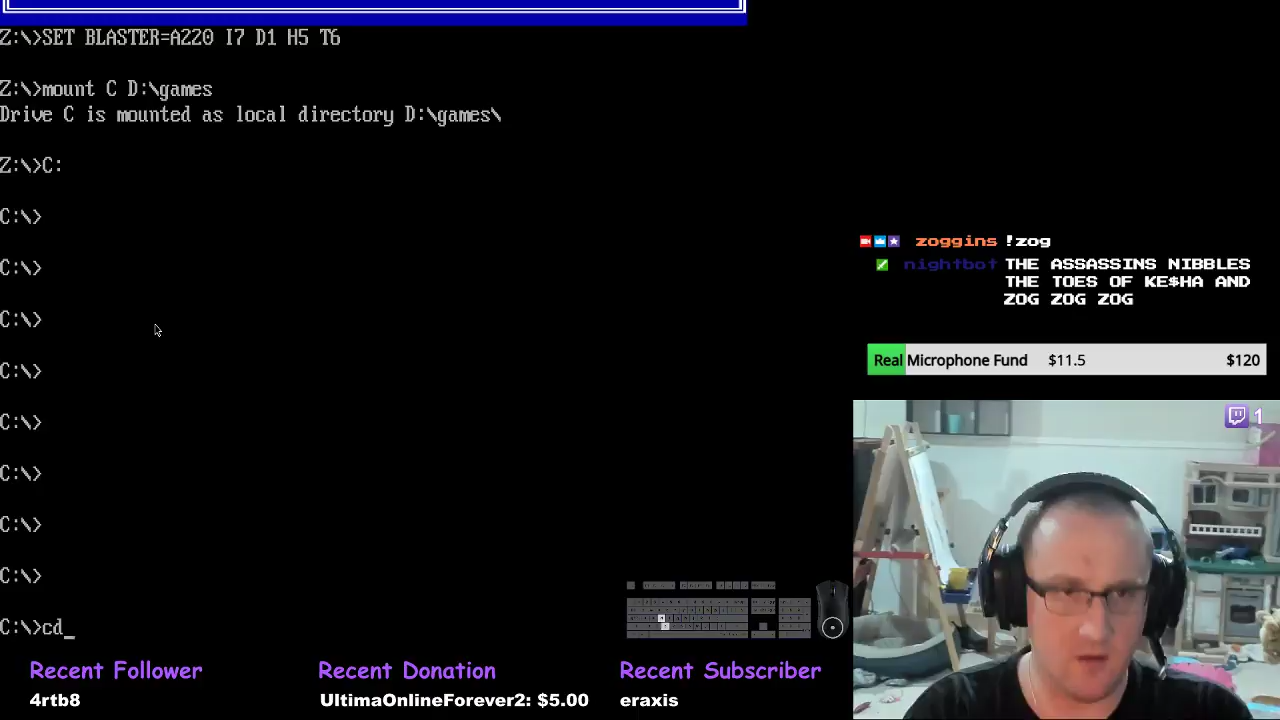 Z:\>SET BLASTER=A220 I7 D1 H5 T6
Z:\>mount C D:\games
Drive C is mounted as local directory D:\games\
Z:\>C:
C:\>
C:\>
C:\>
C:\>
C:\>
C:\>
C:\>
C:\>
C:\>cd_
zoggins !zog
nightbot THE ASSASSINS NIBBLES
THE TOES OF KE$HA AND
ZOG ZOG ZOG
Real Microphone Fund $11.5 $120
1
Recent Follower
4rtb8
Recent Donation
UltimaOnlineForever2: $5.00
Recent Subscriber
eraxis